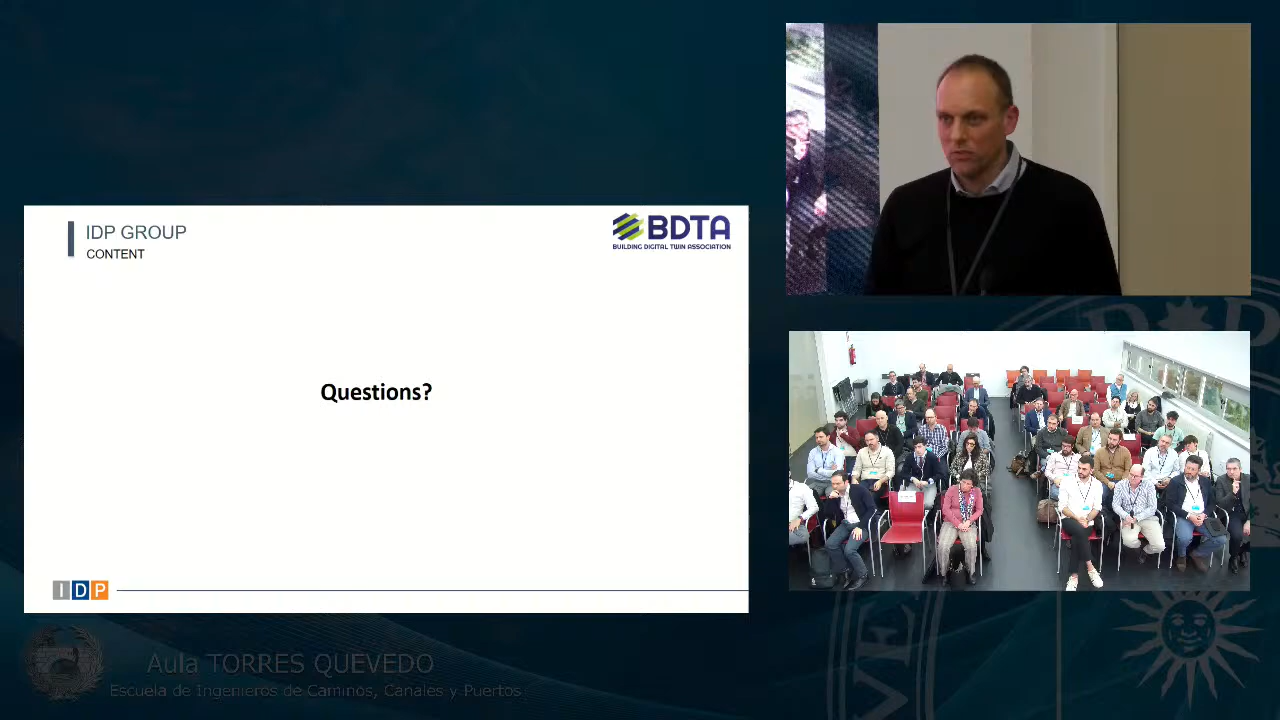 IDP GROUP
CONTENT
BDTA
BUILDING DIGITAL TWIN ASSOCIATION
Questions?
IDP
Aula TORRES QUEVEDO
Escuela de Ingenieros de Caminos, Canales y Puertos